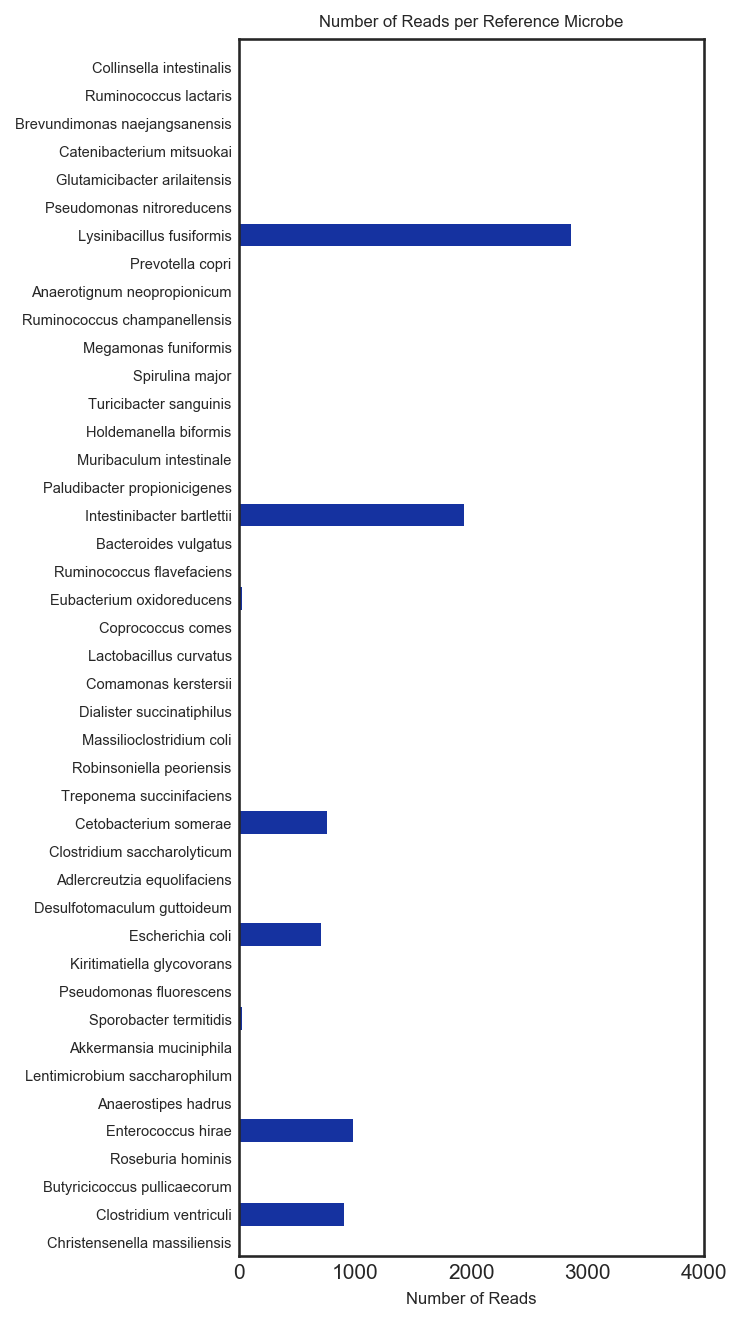 Number of Reads per Reference Microbe
Collinsella intestinalis
Ruminococcus lactaris
Brevundimonas naejangsanensis
Catenibacterium mitsuokai
Glutamicibacter arilaitensis
Pseudomonas nitroreducens
Lysinibacillus fusiformis
Prevotella copri
Anaerotignum neopropionicum
Ruminococcus champanellensis
Megamonas funiformis
Spirulina major
Turicibacter sanguinis
Holdemanella biformis
Muribaculum intestinale
Paludibacter propionicigenes
Intestinibacter bartlettii
Bacteroides vulgatus
Ruminococcus flavefaciens
Eubacterium oxidoreducens
Coprococcus comes
Lactobacillus curvatus
Comamonas kerstersii
Dialister succinatiphilus
Massilioclostridium coli
Robinsoniella peoriensis
Treponema succinifaciens
Cetobacterium somerae
Clostridium saccharolyticum
Adlercreutzia equolifaciens
Desulfotomaculum guttoideum
Escherichia coli
Kiritimatiella glycovorans
Pseudomonas fluorescens
Sporobacter termitidis
Akkermansia muciniphila
Lentimicrobium saccharophilum
Anaerostipes hadrus
Enterococcus hirae
Roseburia hominis
Butyricicoccus pullicaecorum
Clostridium ventriculi
Christensenella massiliensis
0 1000 2000 3000 4000
Number of Reads